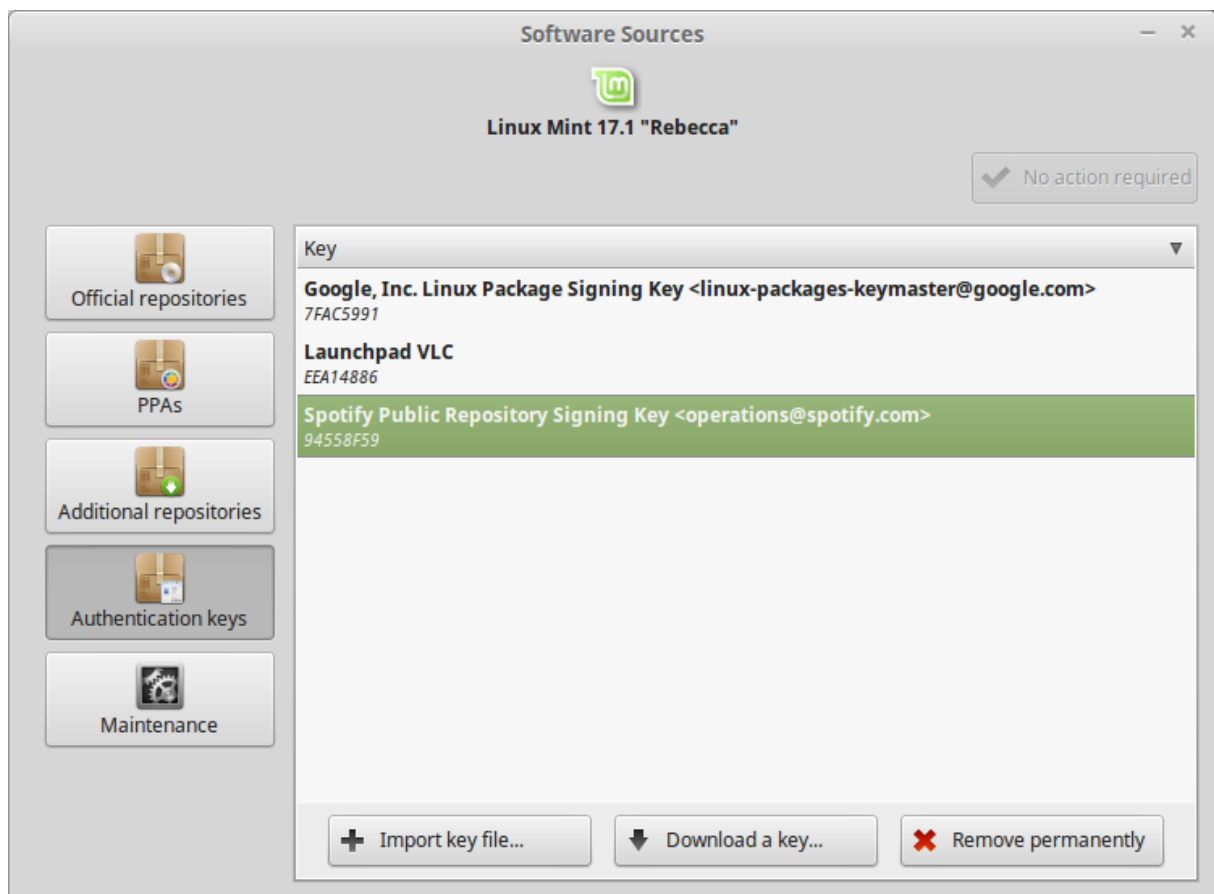 Software Sources
Linux Mint 17.1 "Rebecca"
No action required
Official repositories
PPAs
Additional repositories
Authentication keys
Maintenance
Key
Google, Inc. Linux Package Signing Key <linux-packages-keymaster@google.com>
7FAC5991
Launchpad VLC
EEA14886
Spotify Public Repository Signing Key <operations@spotify.com>
94558F59
Import key file...
Download a key...
Remove permanently